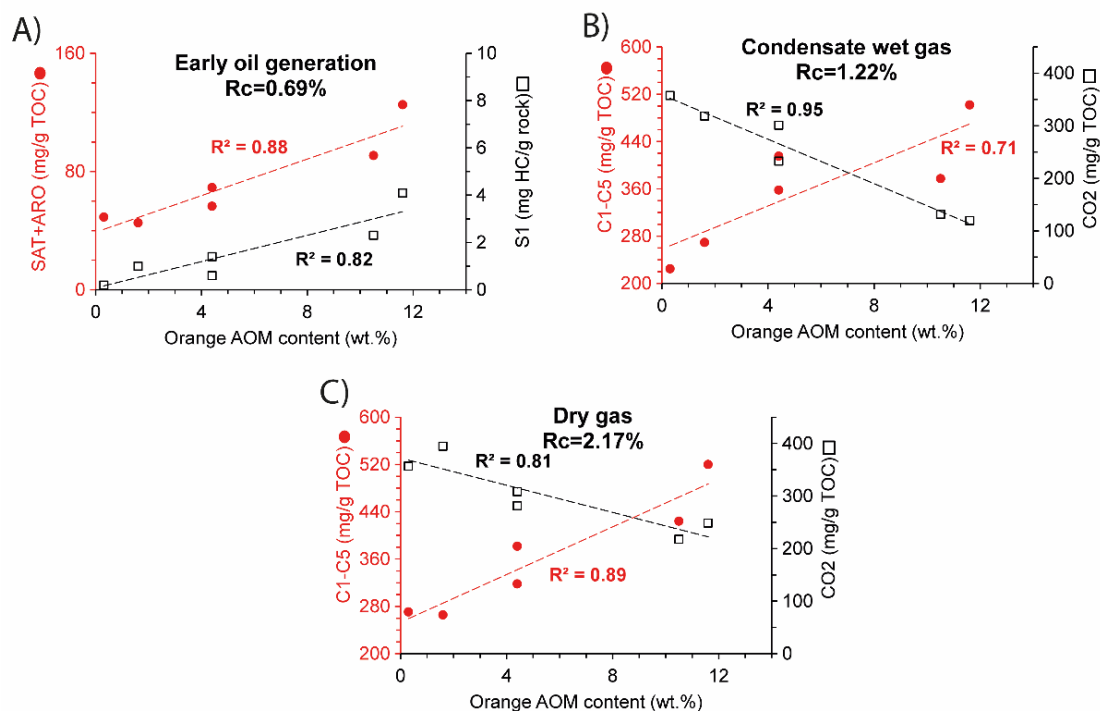 A)
Early oil generation
Rc=0.69%
SAT+ARO (mg/g TOC)
160
80
0
R² = 0.88
R² = 0.82
10
8
6
4
2
0
S1 (mg HC/g rock)
0
4
8
12
Orange AOM content (wt.%)
B)
Condensate wet gas
Rc=1.22%
C1-C5 (mg/g TOC)
600
520
440
360
280
200
R² = 0.95
R² = 0.71
400
300
200
100
0
CO2 (mg/g TOC)
0
4
8
12
Orange AOM content (wt.%)
C)
Dry gas
Rc=2.17%
C1-C5 (mg/g TOC)
600
520
440
360
280
200
R² = 0.81
R² = 0.89
400
300
200
100
0
CO2 (mg/g TOC)
0
4
8
12
Orange AOM content (wt.%)